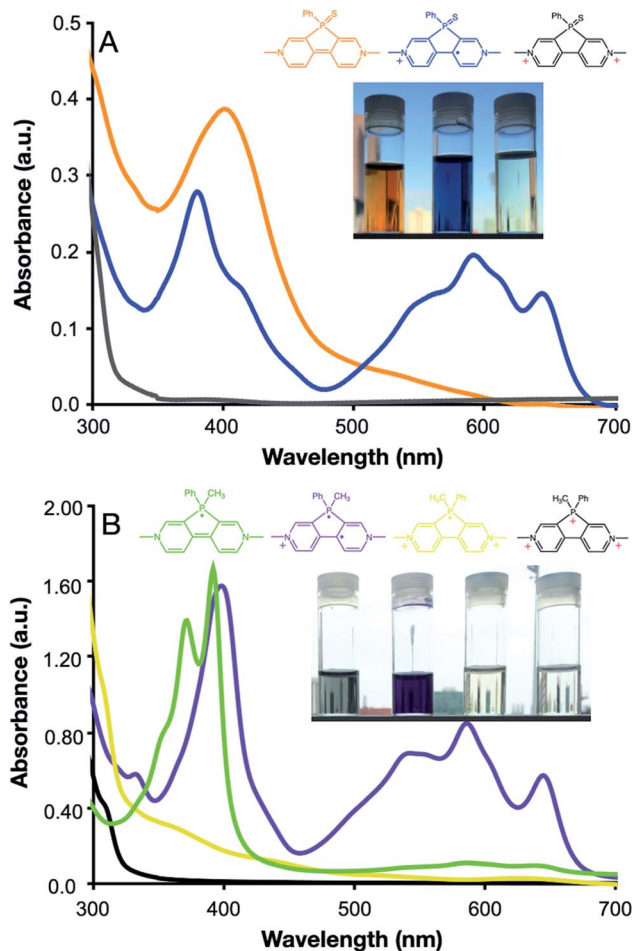 A
0.5
0.4
0.3
0.2
0.1
0.0
Absorbance (a.u.)
300 400 500 600 700
Wavelength (nm)
Ph P S N N
Ph P S N + • N
Ph P S N + N +
B
2.00
1.60
1.20
0.80
0.40
0.00
Absorbance (a.u.)
300 400 500 600 700
Wavelength (nm)
Ph CH₃ P • N N
Ph CH₃ P • N + • N
H₃C Ph P • N + N +
H₃C Ph P + N + N +